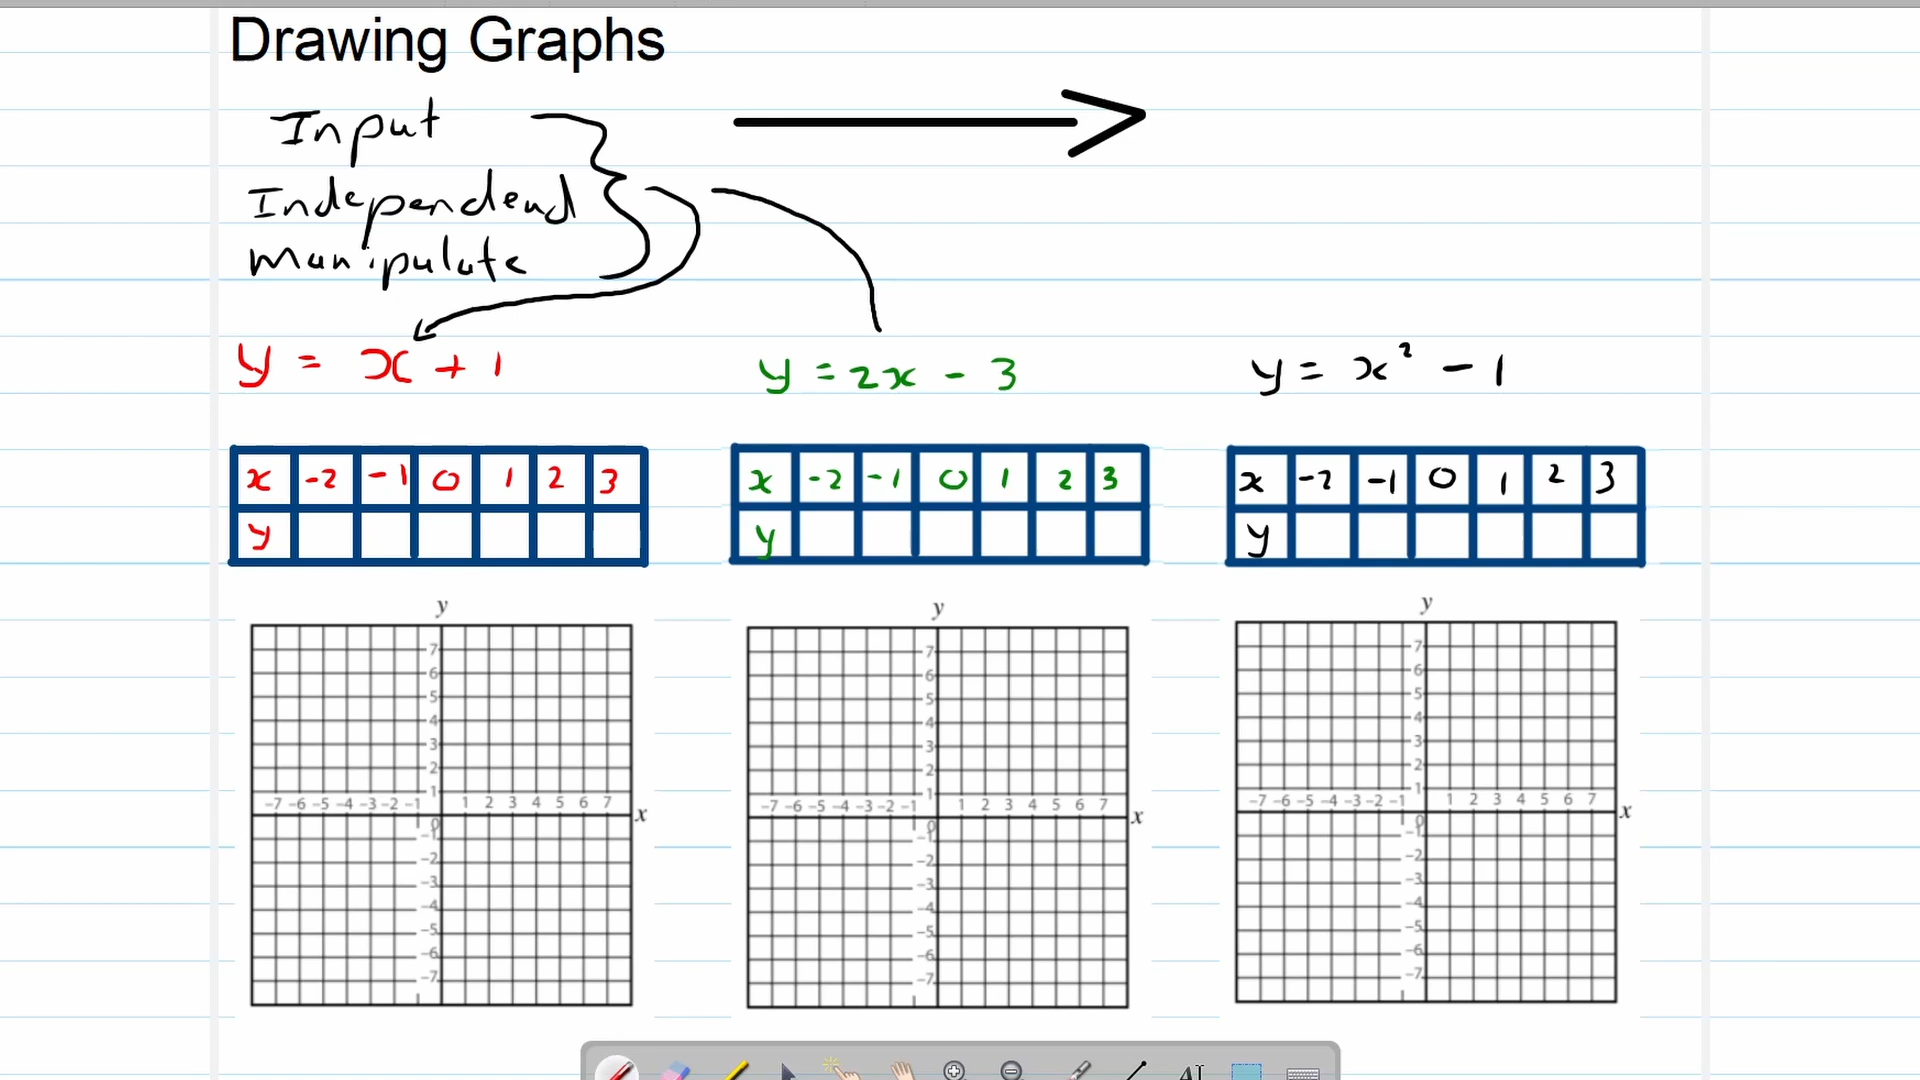 Drawing Graphs
Input
Independend
Manipulate
y = x + 1
y = 2x - 3
y = x² - 1
x -2 -1 0 1 2 3
y
x -2 -1 0 1 2 3
y
x -2 -1 0 1 2 3
y
y
7
6
5
4
3
2
1
-7 -6 -5 -4 -3 -2 -1 1 2 3 4 5 6 7
x
0
-1
-2
-3
-4
-5
-6
-7
y
7
6
5
4
3
2
1
-7 -6 -5 -4 -3 -2 -1 1 2 3 4 5 6 7
x
0
-1
-2
-3
-4
-5
-6
-7
y
7
6
5
4
3
2
1
-7 -6 -5 -4 -3 -2 -1 1 2 3 4 5 6 7
x
0
-1
-2
-3
-4
-5
-6
-7